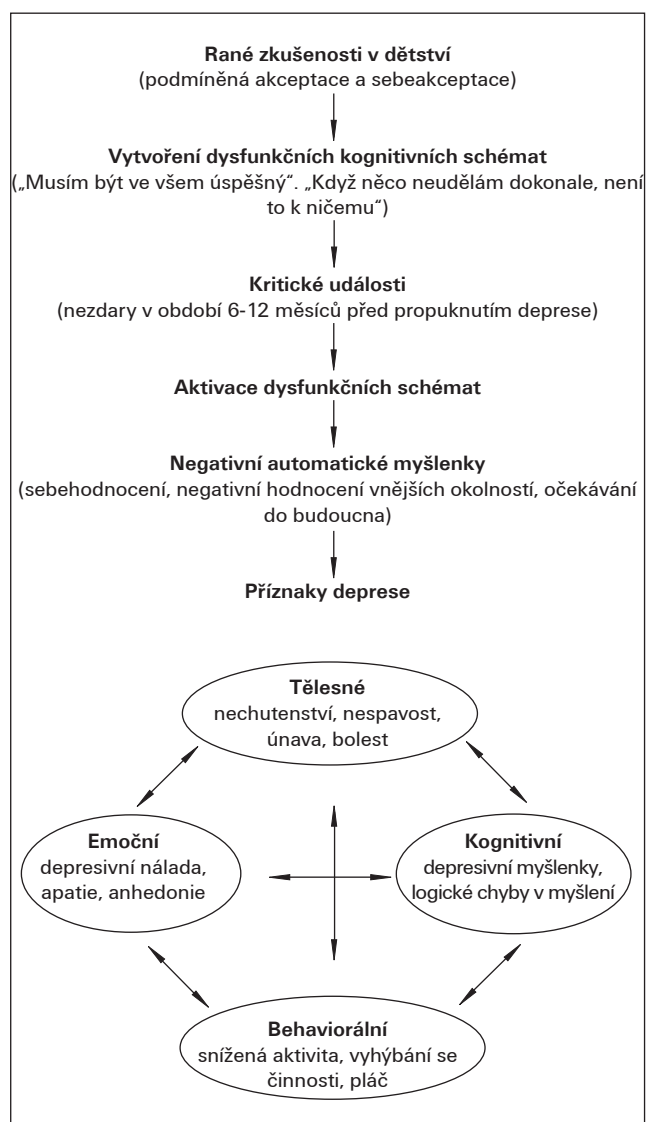 Rané zkušenosti v dětství
(podmíněná akceptace a sebeakceptace)
Vytvoření dysfunkčních kognitivních schémat
(„Musím být ve všem úspěšný“. „Když něco neudělám dokonale, není
to k ničemu“)
Kritické události
(nezdary v období 6-12 měsíců před propuknutím deprese)
Aktivace dysfunkčních schémat
Negativní automatické myšlenky
(sebehodnocení, negativní hodnocení vnějších okolností, očekávání
do budoucna)
Příznaky deprese
Tělesné
nechutenství, nespavost,
únava, bolest
Emoční
depresivní nálada,
apatie, anhedonie
Kognitivní
depresivní myšlenky,
logické chyby v myšlení
Behaviorální
snížená aktivita, vyhýbání se
činnosti, pláč